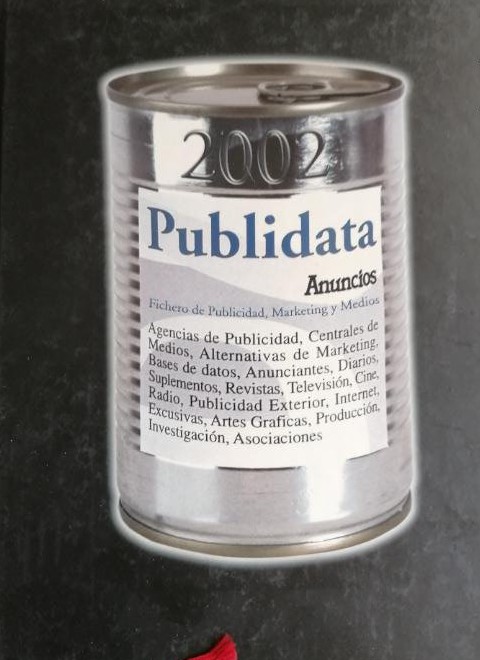 2002
Publidata
Anuncios
Fichero de Publicidad, Marketing y Medios
Agencias de Publicidad, Centrales de
Medios, Alternativas de Marketing,
Bases de datos, Anunciantes, Diarios,
Suplementos, Revistas, Televisión, Cine,
Radio, Publicidad Exterior, Internet,
Excusivas, Artes Graficas, Producción,
Investigación, Asociaciones